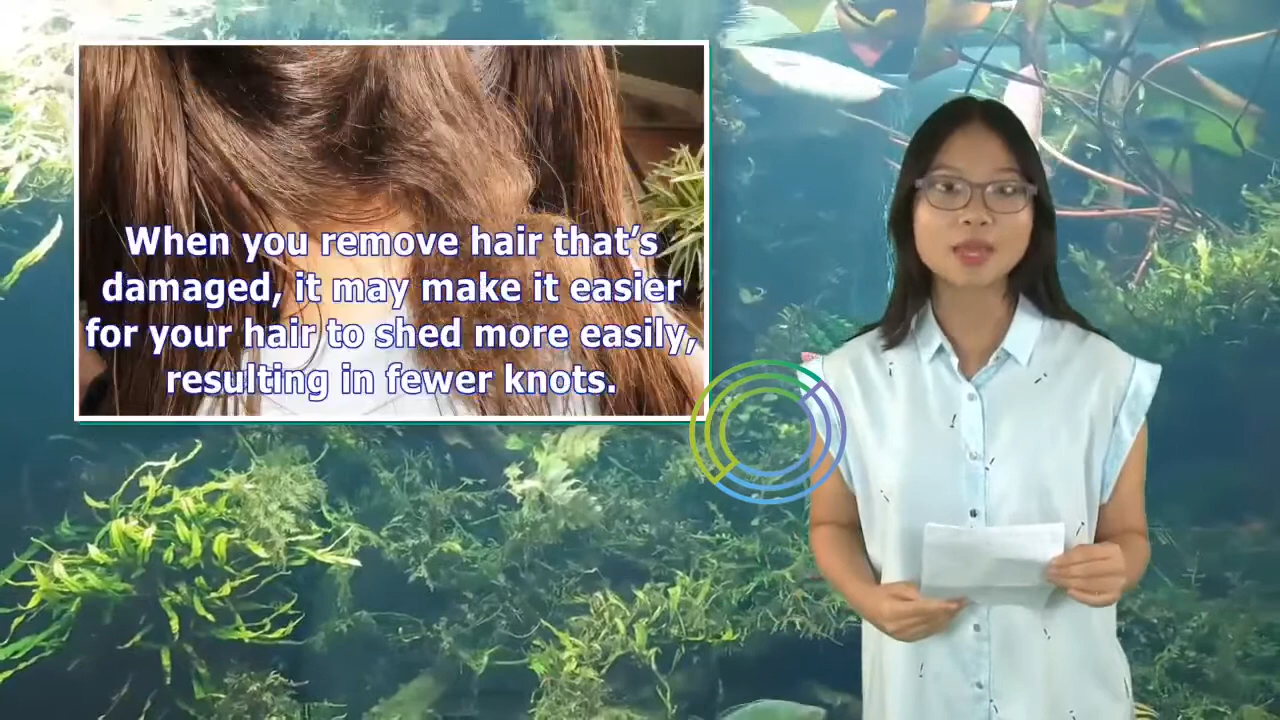 When you remove hair that's
damaged, it may make it easier
for your hair to shed more easily,
resulting in fewer knots.